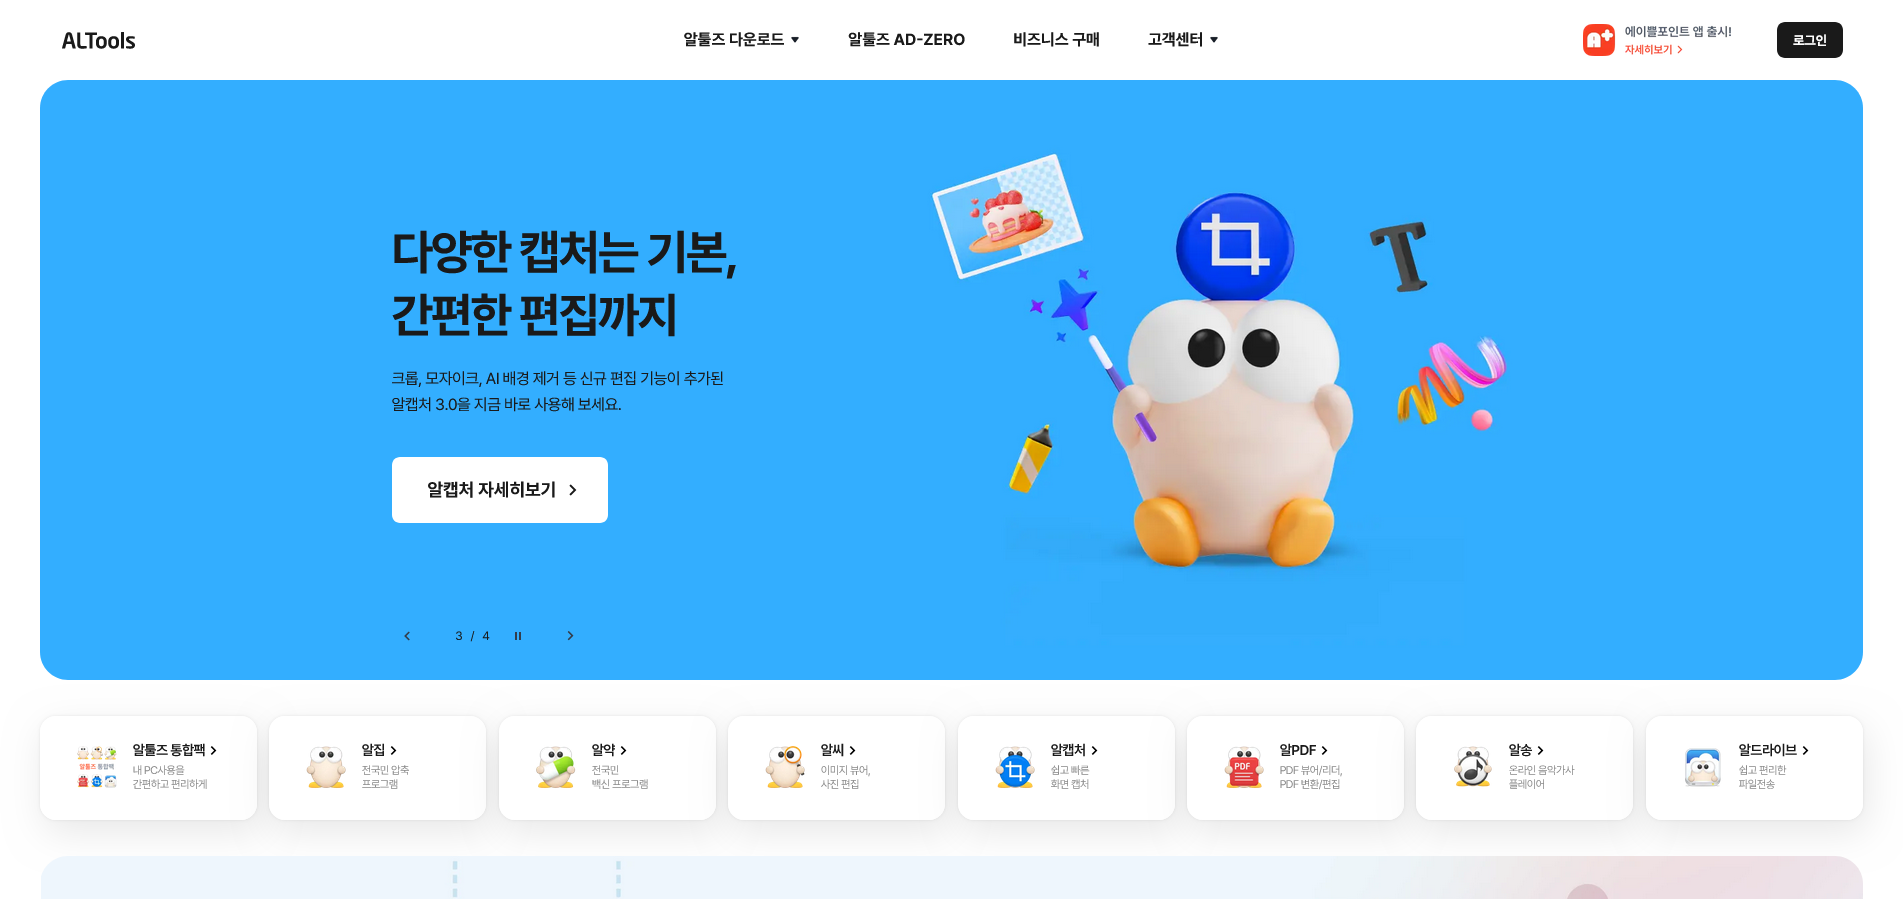 ALTools
알툴즈 다운로드
알툴즈 AD-ZERO
비즈니스 구매
고객센터
에이쁠포인트 앱 출시!
자세히보기
로그인
다양한 캡처는 기본,
간편한 편집까지
크롭, 모자이크, AI 배경 제거 등 신규 편집 기능이 추가된
알캡처 3.0을 지금 바로 사용해 보세요.
알캡처 자세히보기
T
3 / 4
알툴즈 통합팩
내 PC사용을
간편하고 편리하게
알툴즈 통합팩
알집
전국민 압축
프로그램
알약
전국민
백신 프로그램
알씨
이미지 뷰어,
사진 편집
알캡처
쉽고 빠른
화면 캡처
PDF
알PDF
PDF 뷰어/리더,
PDF 변환/편집
알송
온라인 음악가사
플레이어
알드라이브
쉽고 편리한
파일전송